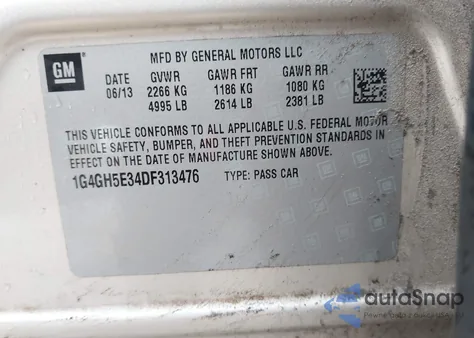 GM
MFD BY GENERAL MOTORS LLC
DATE GVWR GAWR FRT GAWR RR
06/13 2266 KG 1186 KG 1080 KG
4995 LB 2614 LB 2381 LB
THIS VEHICLE CONFORMS TO ALL APPLICABLE U.S. FEDERAL MOTOR
VEHICLE SAFETY, BUMPER, AND THEFT PREVENTION STANDARDS IN
EFFECT ON THE DATE OF MANUFACTURE SHOWN ABOVE.
1G4GH5E34DF313476 TYPE: PASS CAR
autoSnap